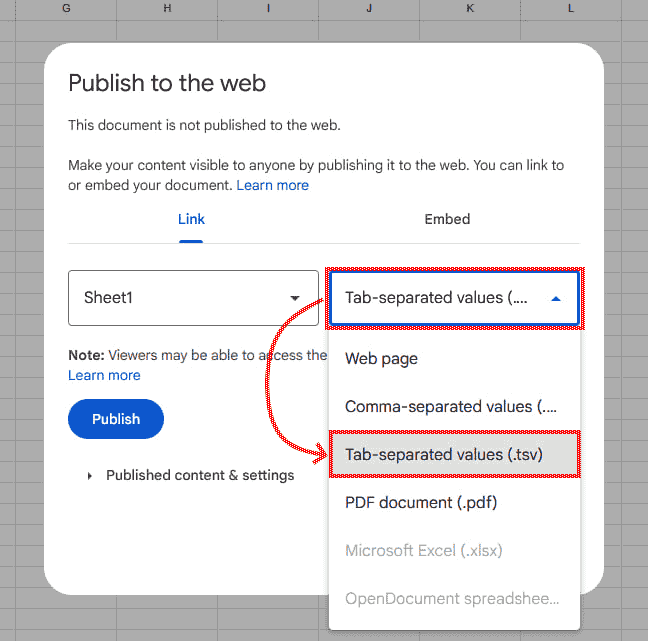 G H I J K L
Publish to the web
This document is not published to the web.
Make your content visible to anyone by publishing it to the web. You can link to
or embed your document. Learn more
Link Embed
Sheet1 Tab-separated values (....
Note: Viewers may be able to access the
Learn more
Publish
Published content & settings
Web page
Comma-separated values (....
Tab-separated values (.tsv)
PDF document (.pdf)
Microsoft Excel (.xlsx)
OpenDocument spreadshee...